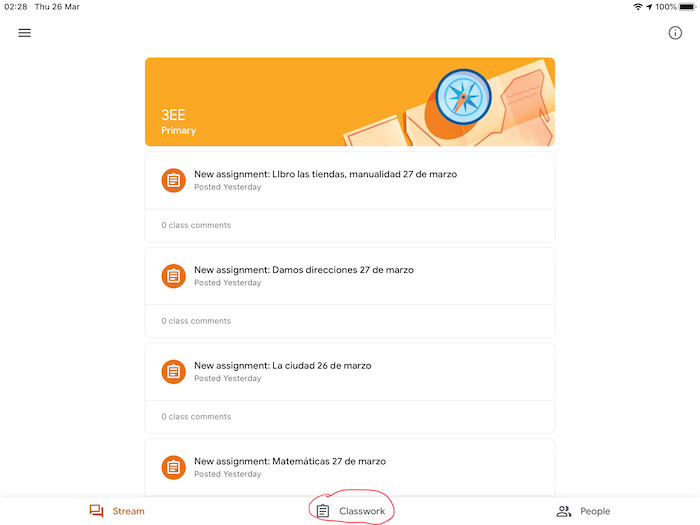 02:28 Thu 26 Mar 100%
3EE
Primary
New assignment: LIbro las tiendas, manualidad 27 de marzo
Posted Yesterday
0 class comments
New assignment: Damos direcciones 27 de marzo
Posted Yesterday
0 class comments
New assignment: La ciudad 26 de marzo
Posted Yesterday
0 class comments
New assignment: Matemáticas 27 de marzo
Posted Yesterday
Stream Classwork People